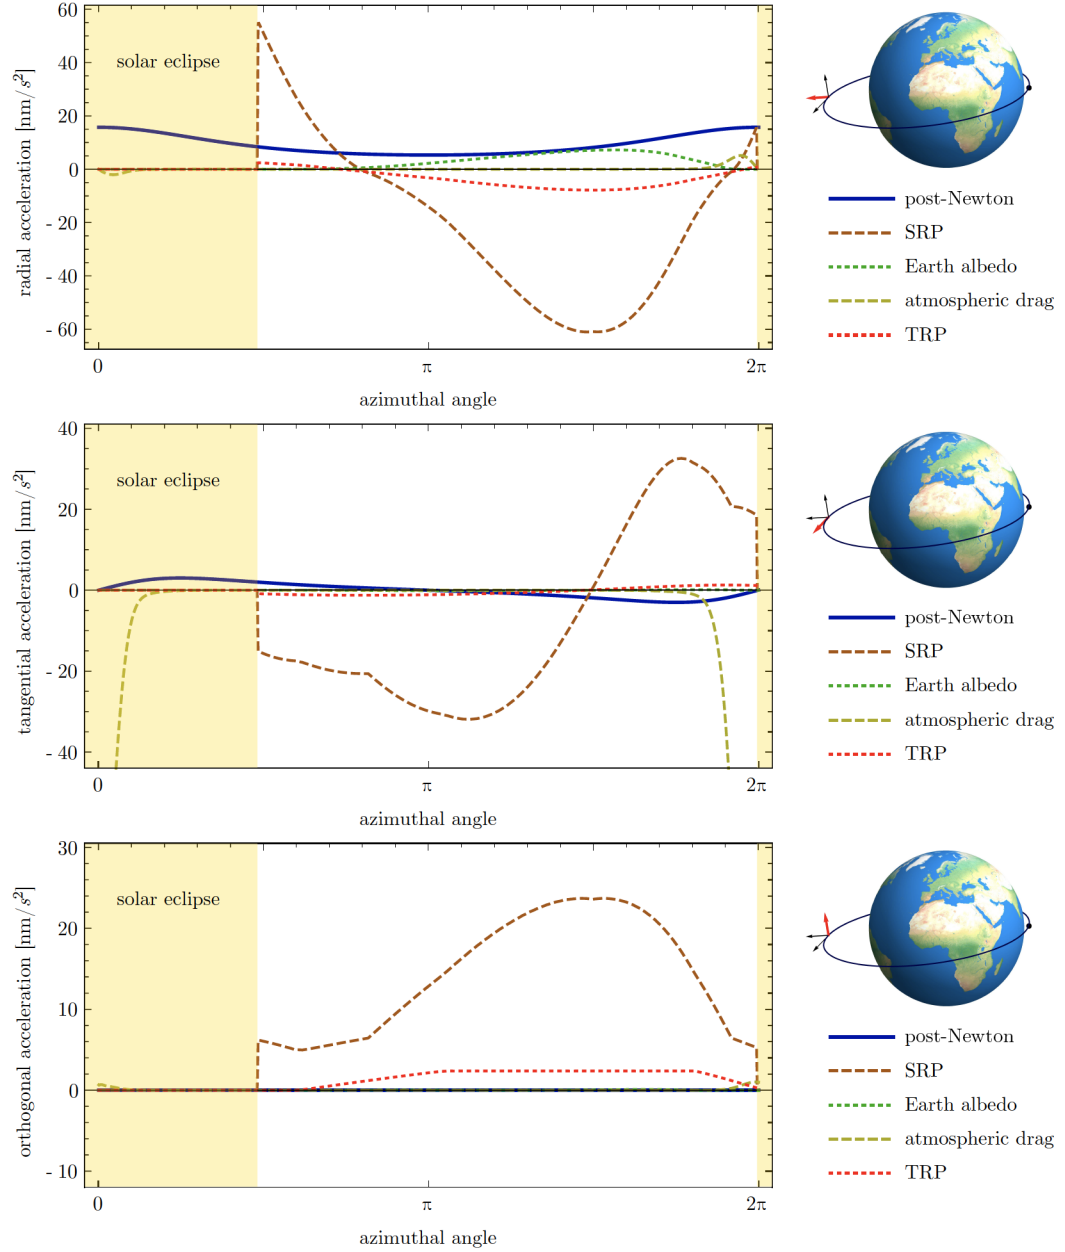 60
40
20
0
- 20
- 40
- 60
radial acceleration [nm/s²]
solar eclipse
0
π
2π
azimuthal angle
post-Newton
SRP
Earth albedo
atmospheric drag
TRP
40
20
0
- 20
- 40
tangential acceleration [nm/s²]
solar eclipse
0
π
2π
azimuthal angle
post-Newton
SRP
Earth albedo
atmospheric drag
TRP
30
20
10
0
- 10
orthogonal acceleration [nm/s²]
solar eclipse
0
π
2π
azimuthal angle
post-Newton
SRP
Earth albedo
atmospheric drag
TRP